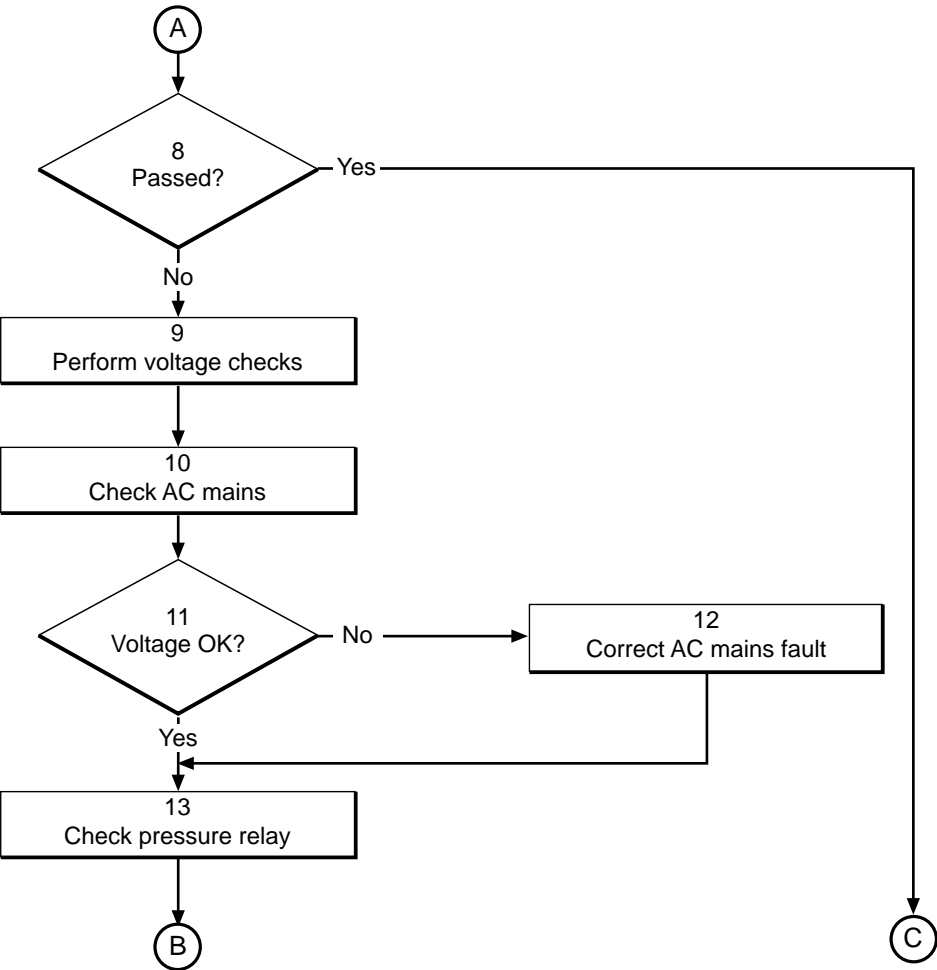 A
8
Passed?
Yes
No
9
Perform voltage checks
10
Check AC mains
11
Voltage OK?
No
12
Correct AC mains fault
Yes
13
Check pressure relay
B
C